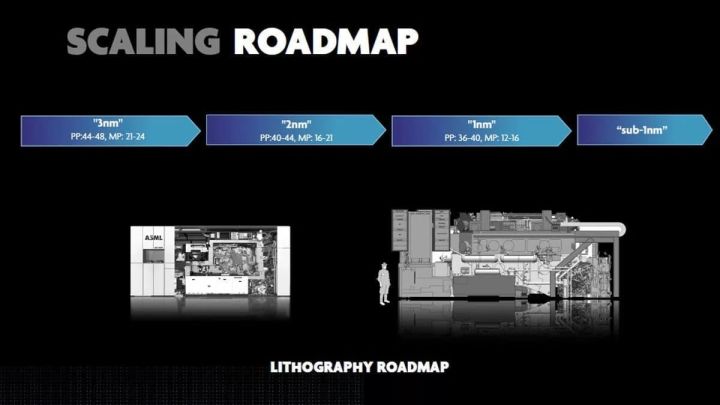 SCALING ROADMAP
"3nm"
PP:44-48, MP: 21-24
"2nm"
PP:40-44, MP: 16-21
"1nm"
PP: 36-40, MP: 12-16
“sub-1nm”
ASML
LITHOGRAPHY ROADMAP